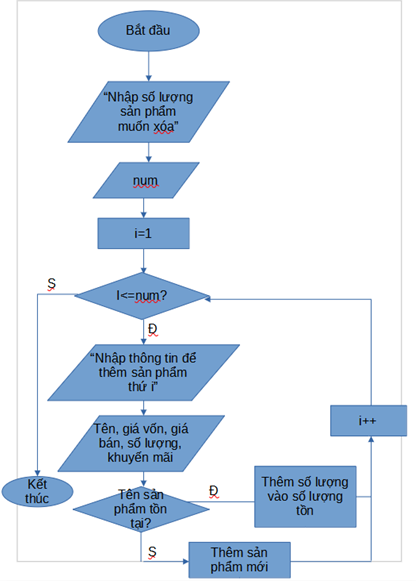 Bắt đầu
“Nhập số lượng
sản phẩm
muốn xóa”
num
i=1
I<=num?
S
Đ
“Nhập thông tin để
thêm sản phẩm
thứ i”
Tên, giá vốn, giá
bán, số lượng,
khuyến mãi
i++
Kết
thúc
Tên sản
phẩm tồn
tại?
Đ
Thêm số lượng
vào số lượng
tồn
S
Thêm sản
phẩm mới